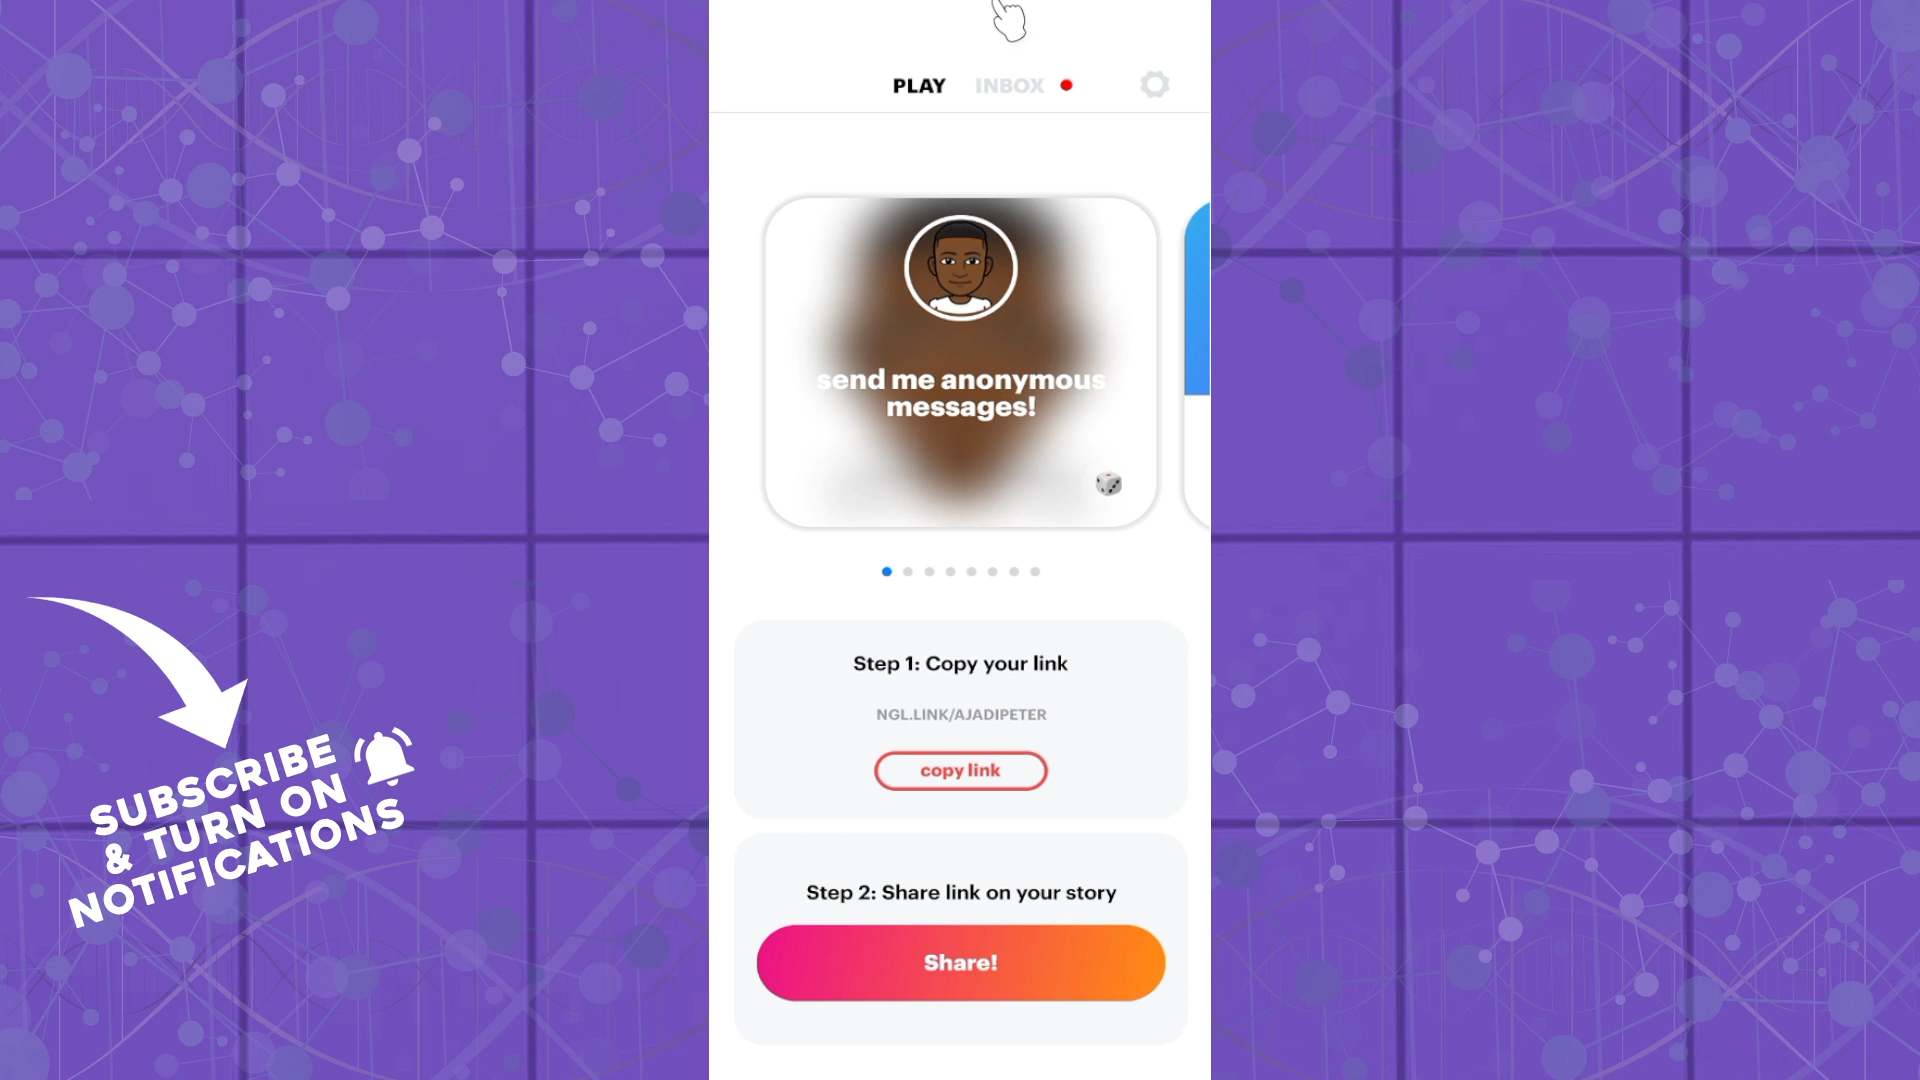 PLAY INBOX
send me anonymous
messages!
Step 1: Copy your link
NGL.LINK/AJADIPETER
copy link
Step 2: Share link on your story
Share!
SUBSCRIBE
& TURN ON
NOTIFICATIONS